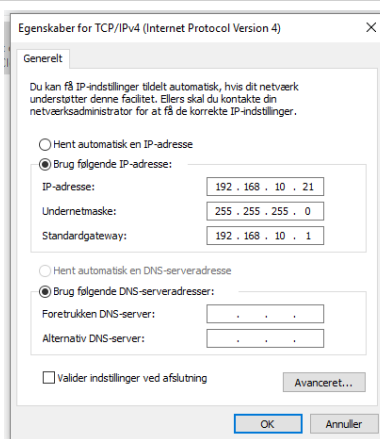 Egenskaber for TCP/IPv4 (Internet Protocol Version 4)
Generelt
Du kan få IP-indstillinger tildelt automatisk, hvis dit netværk
understøtter denne facilitet. Ellers skal du kontakte din
netværksadministrator for at få de korrekte IP-indstillinger.
Hent automatisk en IP-adresse
Brug følgende IP-adresse:
IP-adresse: 192 . 168 . 10 . 21
Undernetmaske: 255 . 255 . 255 . 0
Standardgateway: 192 . 168 . 10 . 1
Hent automatisk en DNS-serveradresse
Brug følgende DNS-serveradresser:
Foretrukken DNS-server: . . .
Alternativ DNS-server: . . .
Valider indstillinger ved afslutning
Avanceret...
OK Annuller